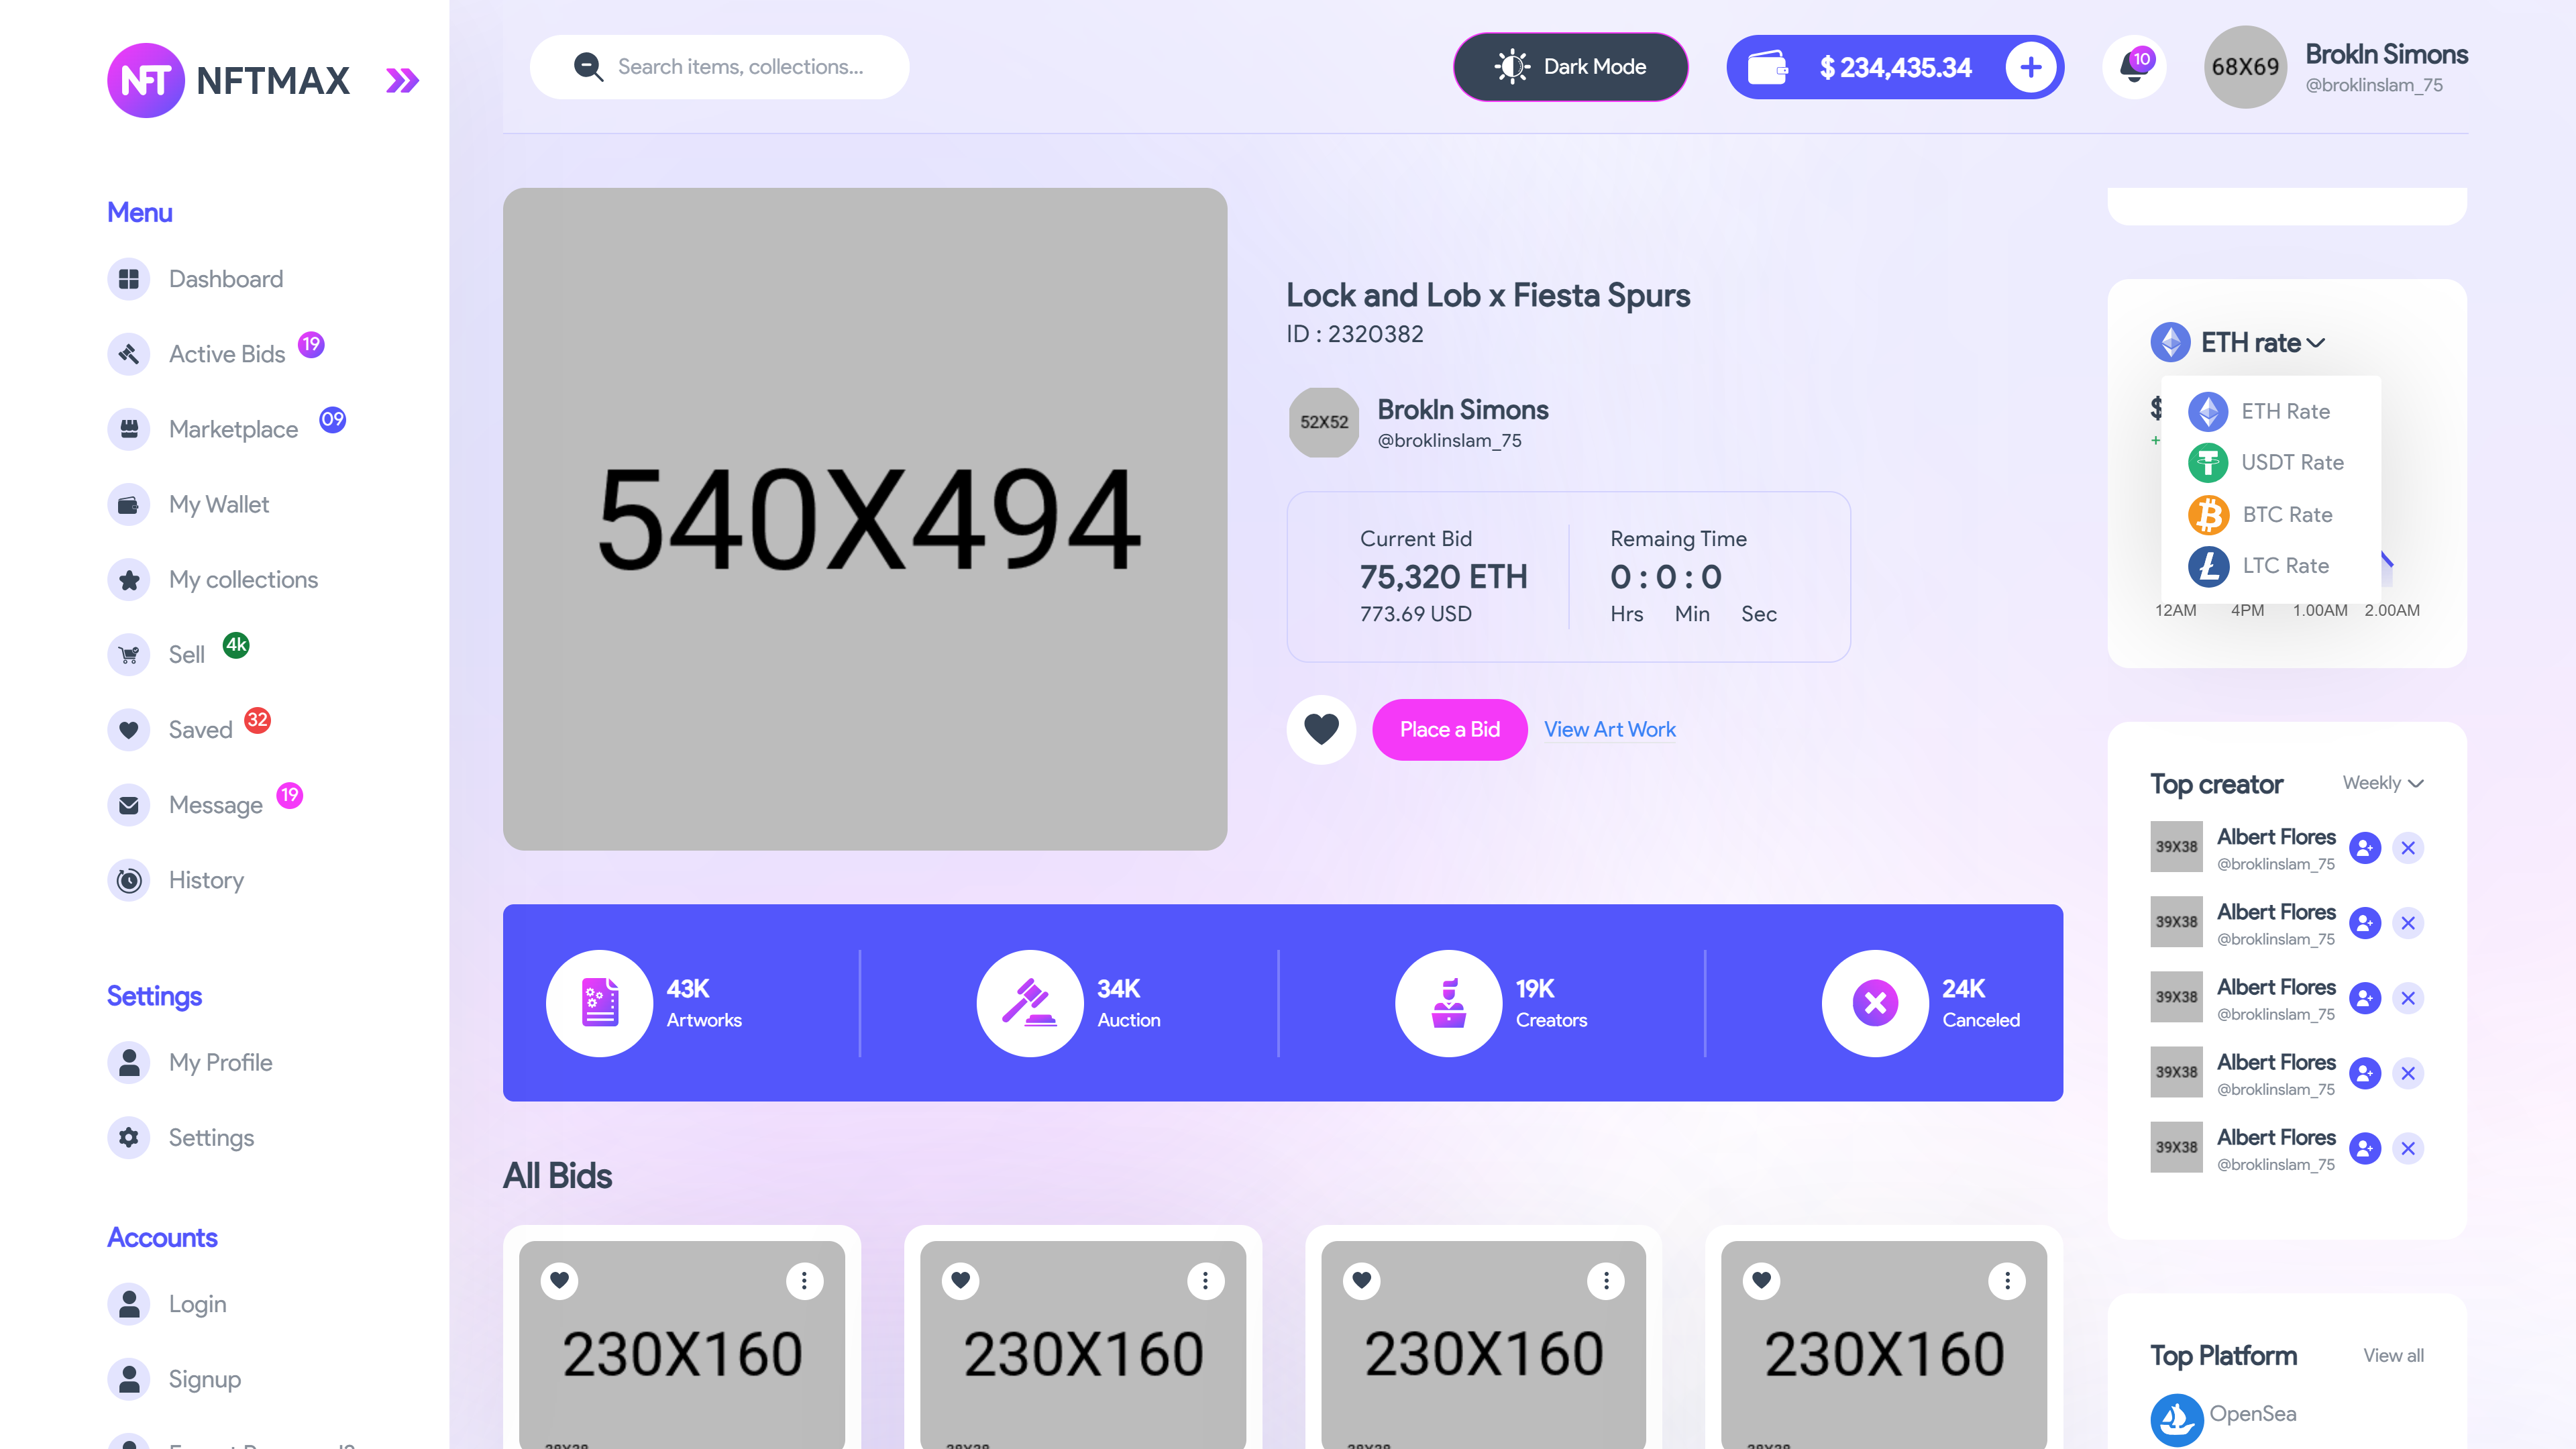 NFTMAX
Menu
Dashboard
Active Bids 19
Marketplace 09
My Wallet
My collections
Sell 4k
Saved 32
Message 19
History
Settings
My Profile
Settings
Accounts
Login
Signup
Search items, collections...
Dark Mode
$ 234,435.34
10
68X69
Brokln Simons
@broklinslam_75
540X494
Lock and Lob x Fiesta Spurs
ID : 2320382
52X52
Brokln Simons
@broklinslam_75
Current Bid
75,320 ETH
773.69 USD
Remaing Time
0 : 0 : 0
Hrs Min Sec
Place a Bid
View Art Work
43K
Artworks
34K
Auction
19K
Creators
24K
Canceled
All Bids
230X160
230X160
230X160
230X160
ETH rate
$
+
ETH Rate
USDT Rate
BTC Rate
LTC Rate
12AM 4PM 1.00AM 2.00AM
Top creator
Weekly
39X38
Albert Flores
@broklinslam_75
39X38
Albert Flores
@broklinslam_75
39X38
Albert Flores
@broklinslam_75
39X38
Albert Flores
@broklinslam_75
39X38
Albert Flores
@broklinslam_75
Top Platform
View all
OpenSea